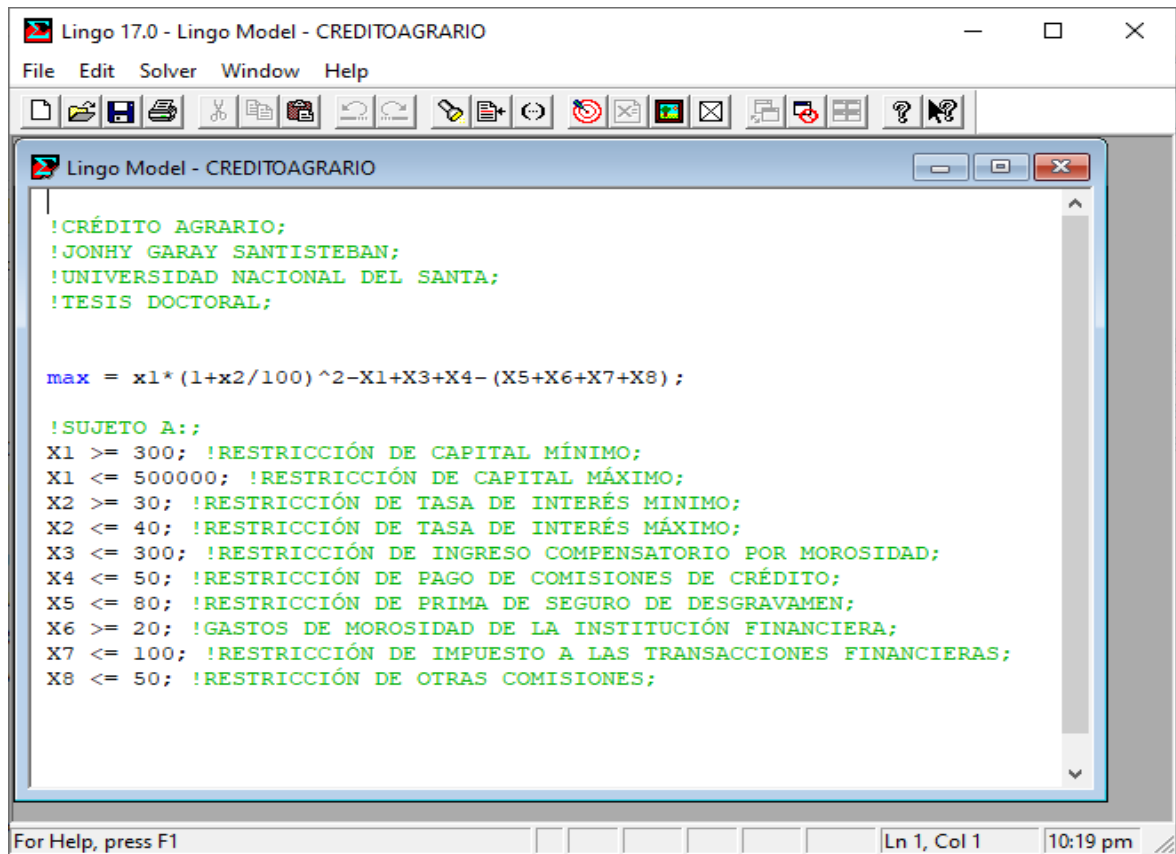 Lingo 17.0 - Lingo Model - CREDITOAGRARIO
File Edit Solver Window Help
Lingo Model - CREDITOAGRARIO
!CRÉDITO AGRARIO;
!JONHY GARAY SANTISTEBAN;
!UNIVERSIDAD NACIONAL DEL SANTA;
!TESIS DOCTORAL;
max = x1*(1+x2/100)^2-X1+X3+X4-(X5+X6+X7+X8);
!SUJETO A:;
X1 >= 300; !RESTRICCIÓN DE CAPITAL MÍNIMO;
X1 <= 500000; !RESTRICCIÓN DE CAPITAL MÁXIMO;
X2 >= 30; !RESTRICCIÓN DE TASA DE INTERÉS MINIMO;
X2 <= 40; !RESTRICCIÓN DE TASA DE INTERÉS MÁXIMO;
X3 <= 300; !RESTRICCIÓN DE INGRESO COMPENSATORIO POR MOROSIDAD;
X4 <= 50; !RESTRICCIÓN DE PAGO DE COMISIONES DE CRÉDITO;
X5 <= 80; !RESTRICCIÓN DE PRIMA DE SEGURO DE DESGRAVAMEN;
X6 >= 20; !GASTOS DE MOROSIDAD DE LA INSTITUCIÓN FINANCIERA;
X7 <= 100; !RESTRICCIÓN DE IMPUESTO A LAS TRANSACCIONES FINANCIERAS;
X8 <= 50; !RESTRICCIÓN DE OTRAS COMISIONES;
For Help, press F1 Ln 1, Col 1 10:19 pm